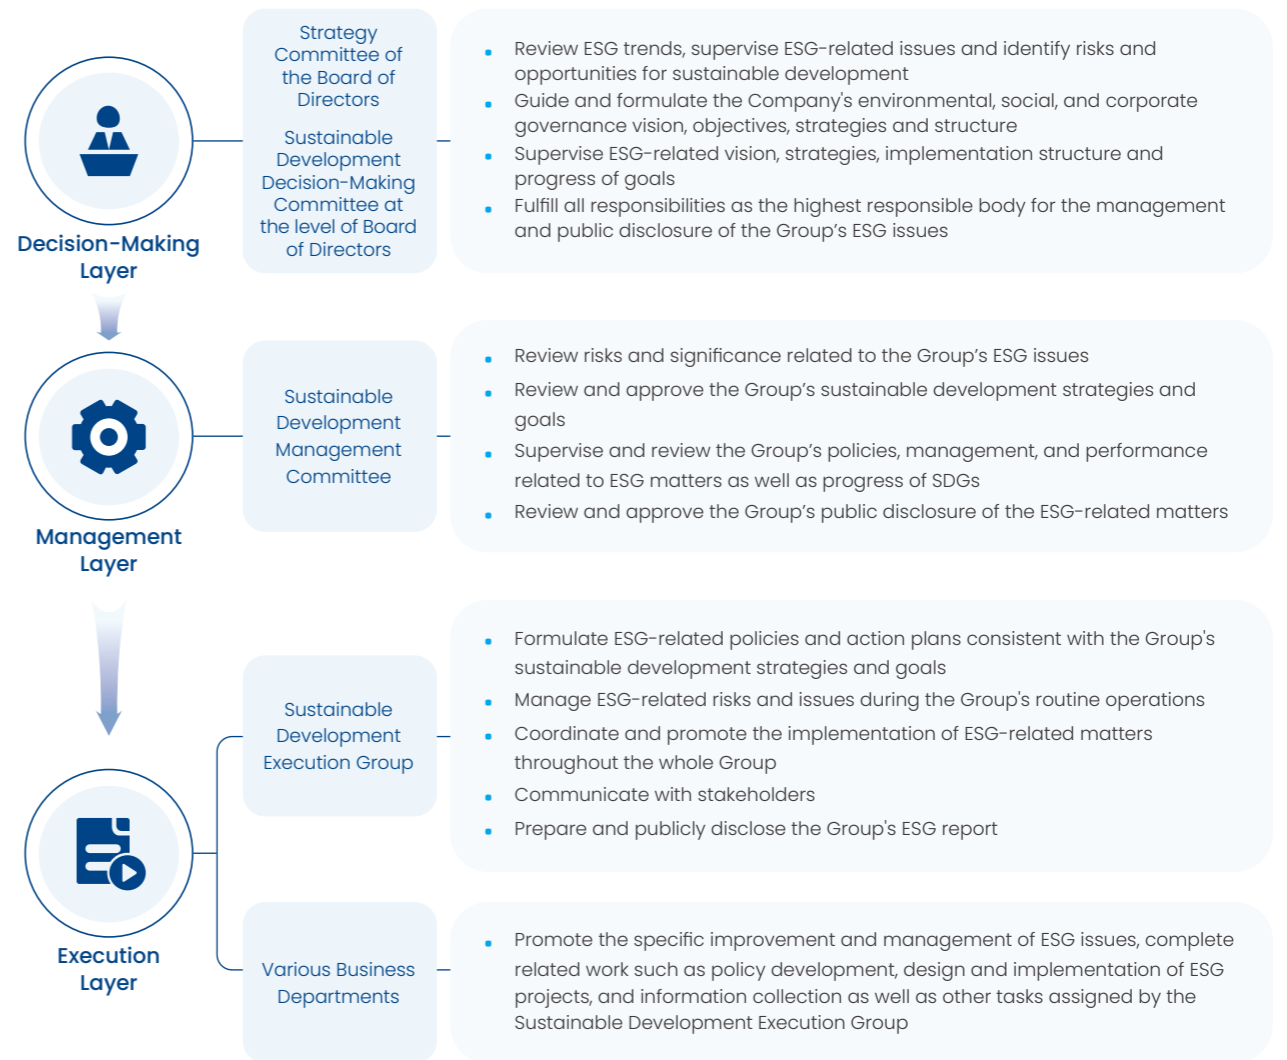 Strategy
Committee of
the Board of
Directors
Sustainable
Development
Decision-Making
Committee at
the level of Board
of Directors
Review ESG trends, supervise ESG-related issues and identify risks and
opportunities for sustainable development
Guide and formulate the Company's environmental, social, and corporate
governance vision, objectives, strategies and structure
Supervise ESG-related vision, strategies, implementation structure and
progress of goals
Fulfill all responsibilities as the highest responsible body for the management
and public disclosure of the Group’s ESG issues
Decision-Making
Layer
Sustainable
Development
Management
Committee
Review risks and significance related to the Group’s ESG issues
Review and approve the Group’s sustainable development strategies and
goals
Supervise and review the Group’s policies, management, and performance
related to ESG matters as well as progress of SDGs
Review and approve the Group’s public disclosure of the ESG-related matters
Management
Layer
Sustainable
Development
Execution Group
Formulate ESG-related policies and action plans consistent with the Group's
sustainable development strategies and goals
Manage ESG-related risks and issues during the Group's routine operations
Coordinate and promote the implementation of ESG-related matters
throughout the whole Group
Communicate with stakeholders
Prepare and publicly disclose the Group's ESG report
Execution
Layer
Various Business
Departments
Promote the specific improvement and management of ESG issues, complete
related work such as policy development, design and implementation of ESG
projects, and information collection as well as other tasks assigned by the
Sustainable Development Execution Group